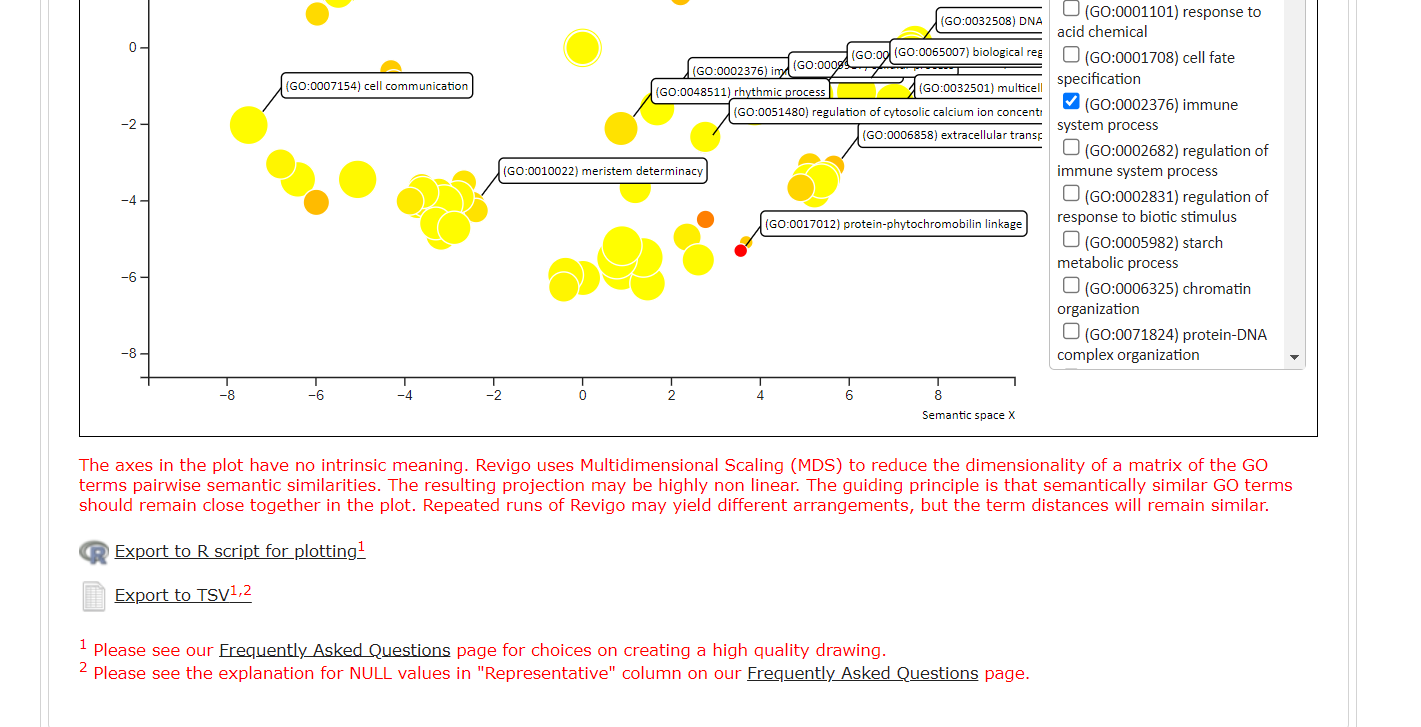 (GO:0032508) DNA
0
(GO:0065007) biological reg
(GO:00
(GO:0002376) im
(GO:0007154) cell communication
(GO:0048511) rhythmic process
(GO:0032501) multicell
(GO:0051480) regulation of cytosolic calcium ion concentr
−2
(GO:0006858) extracellular transp
(GO:0010022) meristem determinacy
−4
(GO:0017012) protein-phytochromobilin linkage
−6
−8
−8 −6 −4 −2 0 2 4 6 8
Semantic space X
(GO:0001101) response to
acid chemical
(GO:0001708) cell fate
specification
(GO:0002376) immune
system process
(GO:0002682) regulation of
immune system process
(GO:0002831) regulation of
response to biotic stimulus
(GO:0005982) starch
metabolic process
(GO:0006325) chromatin
organization
(GO:0071824) protein-DNA
complex organization
The axes in the plot have no intrinsic meaning. Revigo uses Multidimensional Scaling (MDS) to reduce the dimensionality of a matrix of the GO
terms pairwise semantic similarities. The resulting projection may be highly non linear. The guiding principle is that semantically similar GO terms
should remain close together in the plot. Repeated runs of Revigo may yield different arrangements, but the term distances will remain similar.
R Export to R script for plotting1
Export to TSV1,2
1 Please see our Frequently Asked Questions page for choices on creating a high quality drawing.
2 Please see the explanation for NULL values in "Representative" column on our Frequently Asked Questions page.